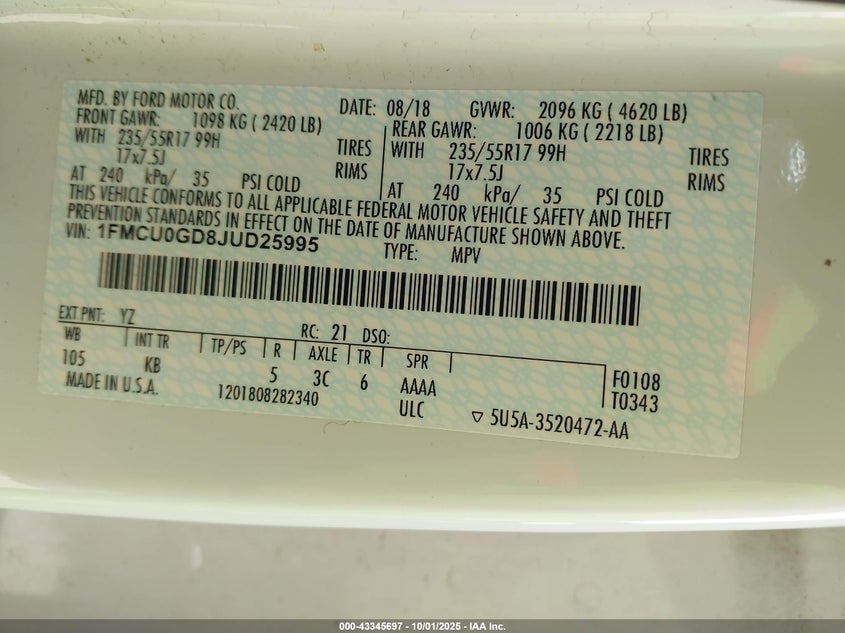 MFD. BY FORD MOTOR CO.
DATE: 08/18 GVWR: 2096 KG ( 4620 LB)
FRONT GAWR: 1098 KG ( 2420 LB)
REAR GAWR: 1006 KG ( 2218 LB)
WITH 235/55R17 99H TIRES
WITH 235/55R17 99H TIRES
17x7.5J RIMS
17x7.5J RIMS
AT 240 kPa/ 35 PSI COLD
AT 240 kPa/ 35 PSI COLD
THIS VEHICLE CONFORMS TO ALL APPLICABLE FEDERAL MOTOR VEHICLE SAFETY AND THEFT
PREVENTION STANDARDS IN EFFECT ON THE DATE OF MANUFACTURE SHOWN ABOVE.
VIN: 1FMCU0GD8JUD25995 TYPE: MPV
EXT PNT: YZ RC: 21 DSO:
WB INT TR TP/PS R AXLE TR SPR
105 KB 5 3C 6 AAAA F0108
ULC T0343
MADE IN U.S.A. 1201808282340
▽ 5U5A-3520472-AA
000-43345697 - 10/01/2025 - IAA Inc.